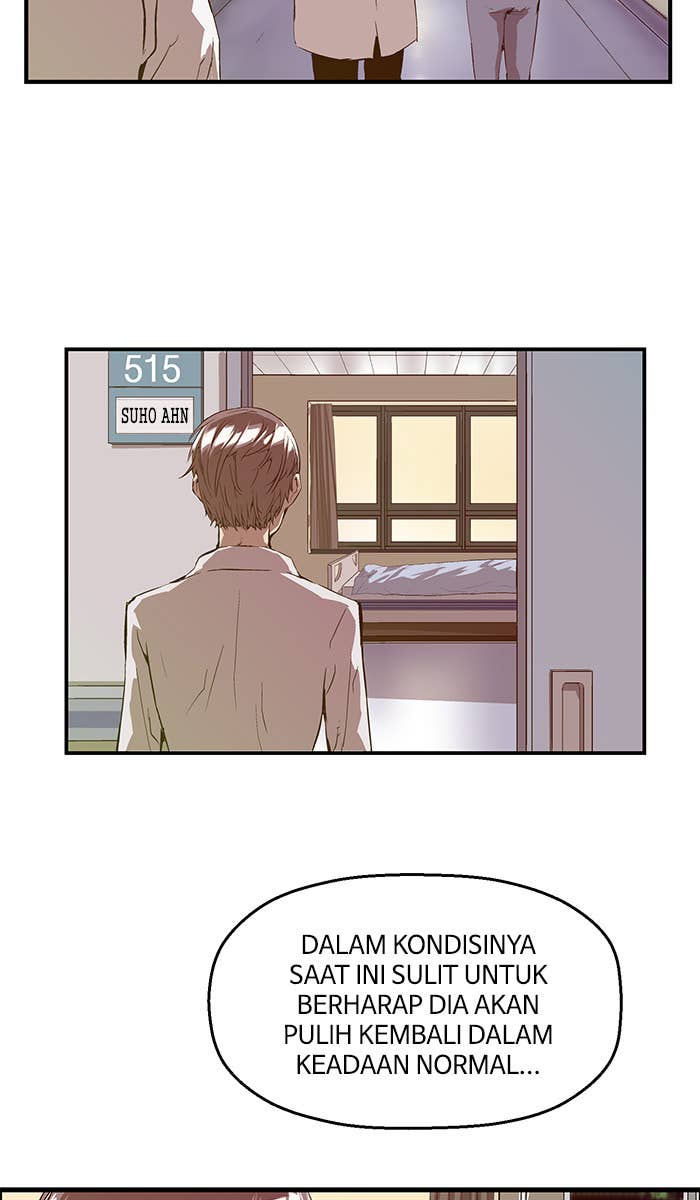 515
SUHO AHN
DALAM KONDISINYA
SAAT INI SULIT UNTUK
BERHARAP DIA AKAN
PULIH KEMBALI DALAM
KEADAAN NORMAL...